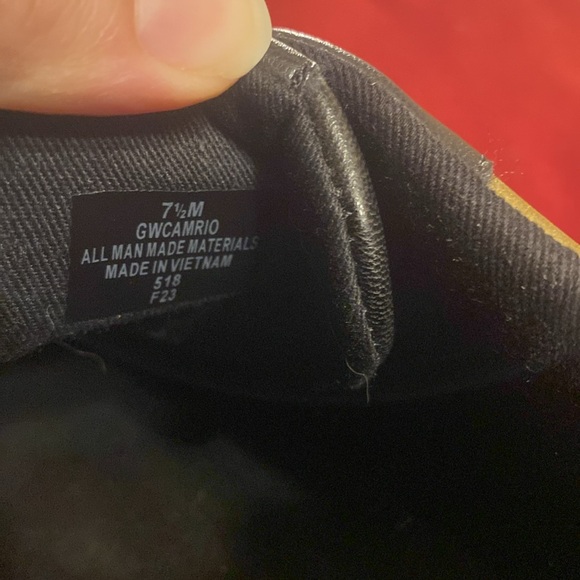 7½M
GWCAMRIO
ALL MAN MADE MATERIALS
MADE IN VIETNAM
518
F23